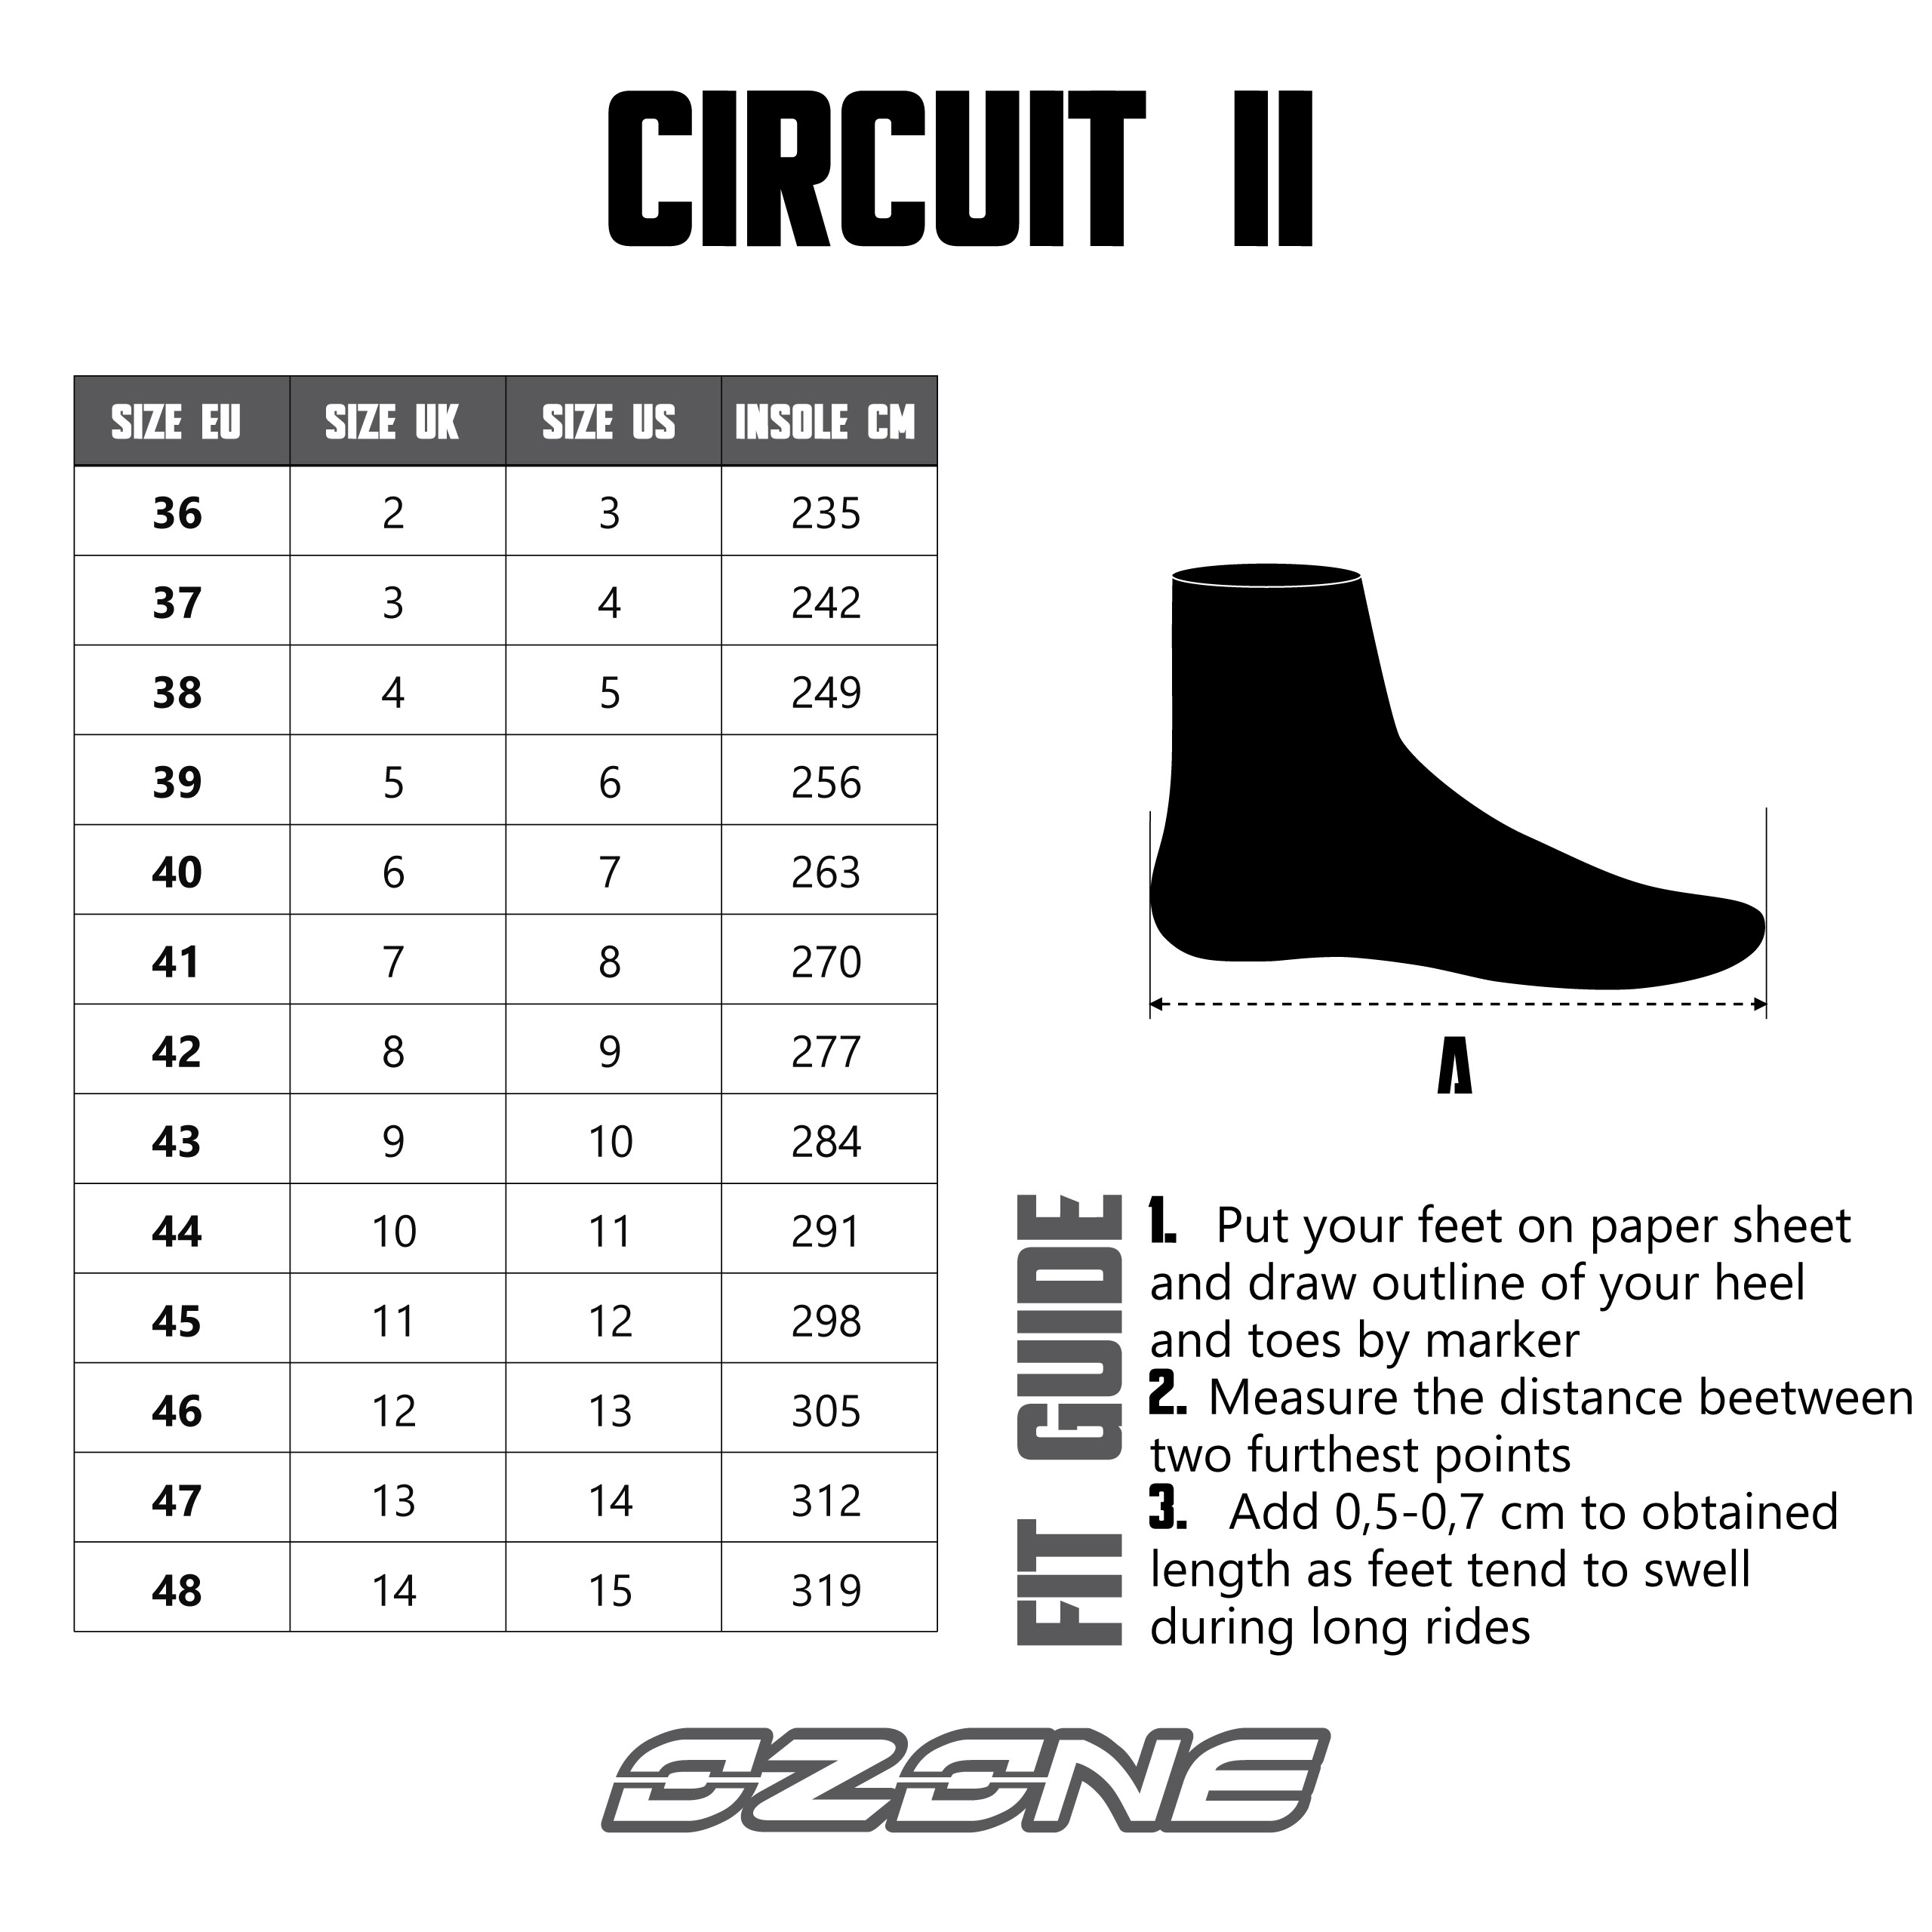 CIRCUIT II
SIZE EU SIZE UK SIZE US INSOLE CM
36 2 3 235
37 3 4 242
38 4 5 249
39 5 6 256
40 6 7 263
41 7 8 270
42 8 9 277
43 9 10 284
44 10 11 291
45 11 12 298
46 12 13 305
47 13 14 312
48 14 15 319
A
FIT GUIDE
1. Put your feet on paper sheet
and draw outline of your heel
and toes by marker
2. Measure the distance beetween
two furthest points
3. Add 0,5-0,7 cm to obtained
length as feet tend to swell
during long rides
OZONE